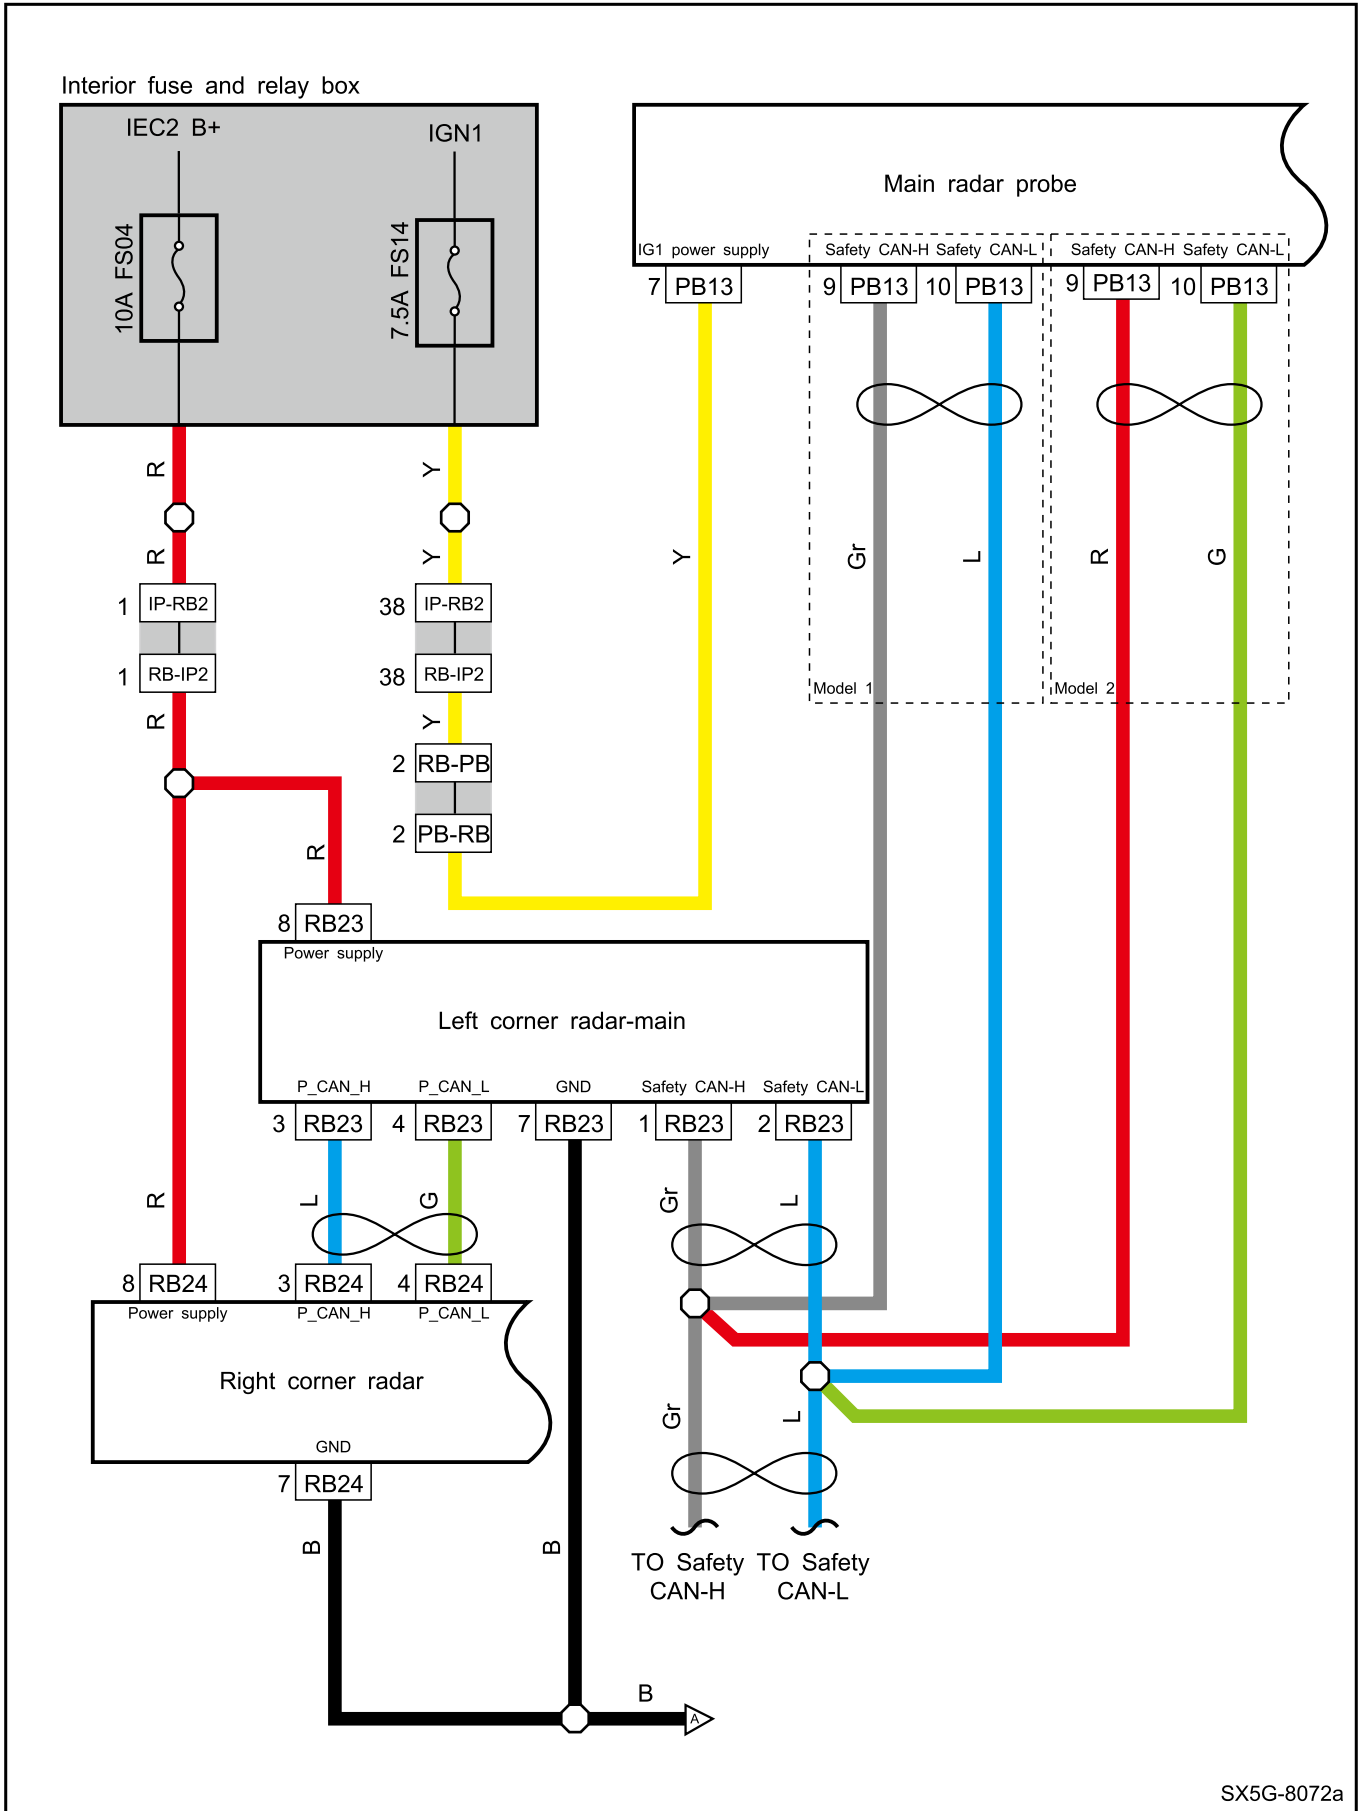 Interior fuse and relay box
IEC2 B+
IGN1
10A FS04
7.5A FS14
Main radar probe
IG1 power supply
Safety CAN-H
Safety CAN-L
Safety CAN-H
Safety CAN-L
7 PB13
9 PB13
10 PB13
9 PB13
10 PB13
R
Y
R
Y
Y
Gr
L
R
G
1 IP-RB2
38 IP-RB2
1 RB-IP2
38 RB-IP2
Model 1
Model 2
R
Y
2 RB-PB
2 PB-RB
R
8 RB23
Power supply
Left corner radar-main
P_CAN_H
P_CAN_L
GND
Safety CAN-H
Safety CAN-L
3 RB23
4 RB23
7 RB23
1 RB23
2 RB23
R
L
G
Gr
L
8 RB24
3 RB24
4 RB24
Power supply
P_CAN_H
P_CAN_L
Right corner radar
Gr
L
GND
7 RB24
B
B
TO Safety
CAN-H
TO Safety
CAN-L
B
A
SX5G-8072a